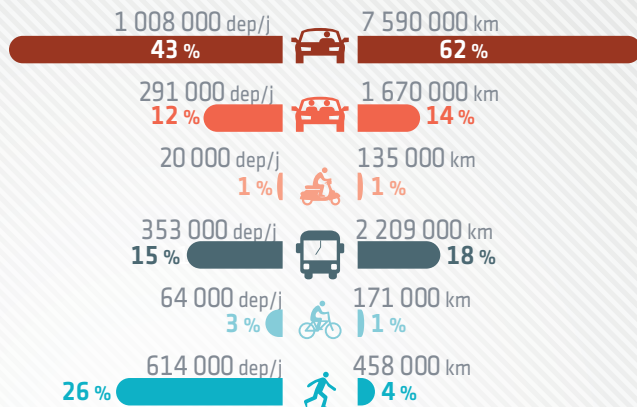 1 008 000 dep/j 7 590 000 km
43 % 62 %
291 000 dep/j 1 670 000 km
12 % 14 %
20 000 dep/j 135 000 km
1 % 1 %
353 000 dep/j 2 209 000 km
15 % 18 %
64 000 dep/j 171 000 km
3 % 1 %
614 000 dep/j 458 000 km
26 % 4 %